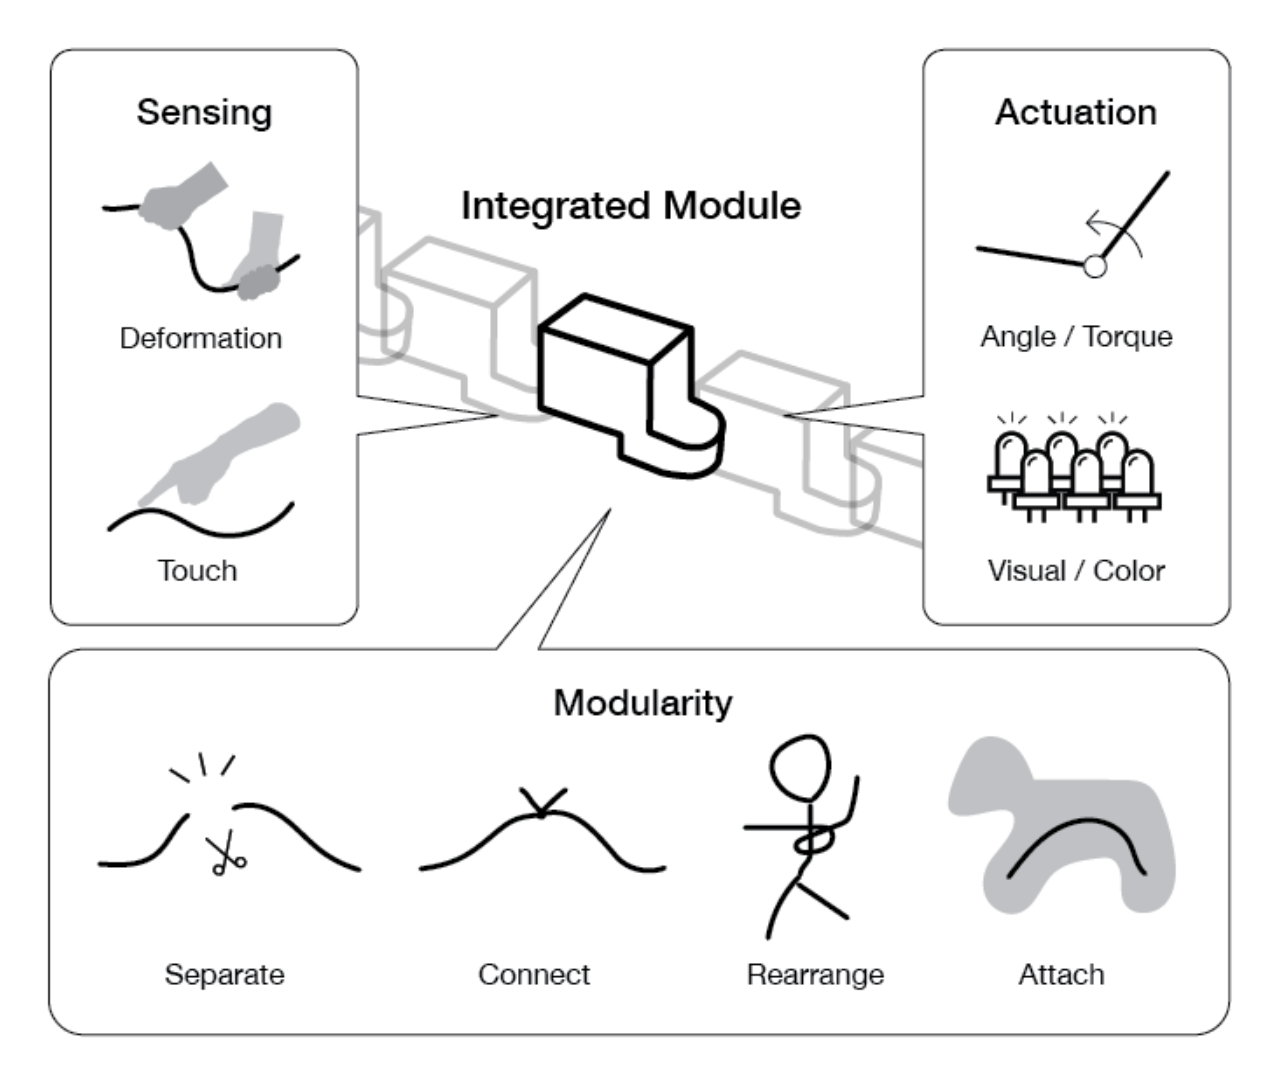 Sensing
Deformation
Touch
Integrated Module
Actuation
Angle / Torque
Visual / Color
Modularity
Separate
Connect
Rearrange
Attach